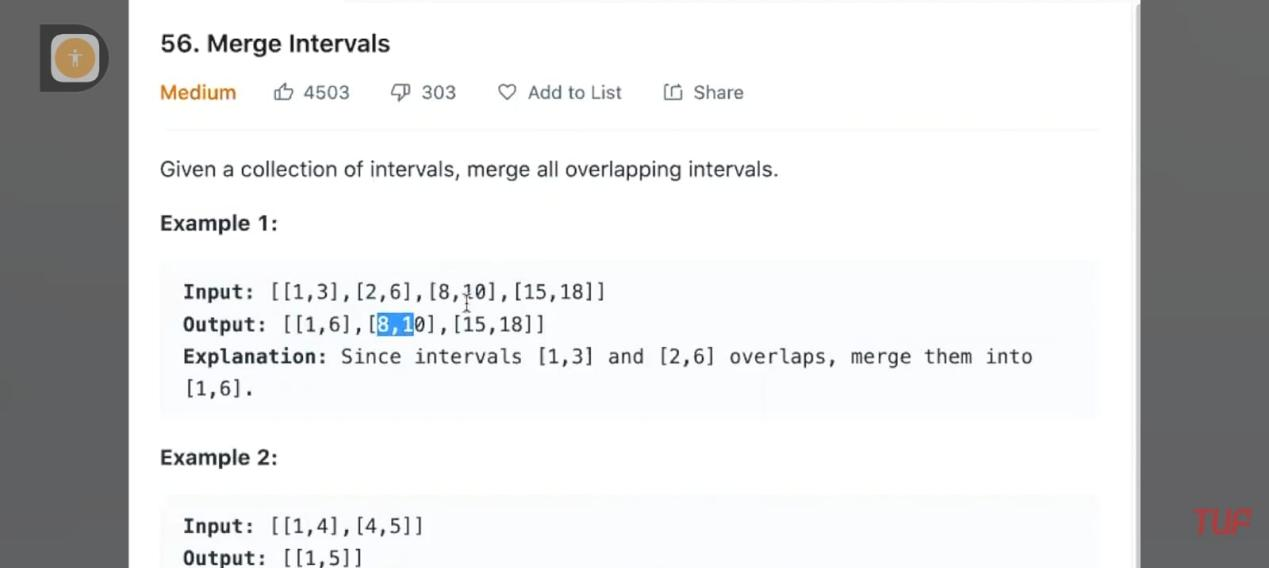 56. Merge Intervals
Medium 4503 303 Add to List Share
Given a collection of intervals, merge all overlapping intervals.
Example 1:
Input: [[1,3],[2,6],[8,10],[15,18]]
Output: [[1,6],[8,10],[15,18]]
Explanation: Since intervals [1,3] and [2,6] overlaps, merge them into
[1,6].
Example 2:
Input: [[1,4],[4,5]]
Output: [[1,5]]
TUF